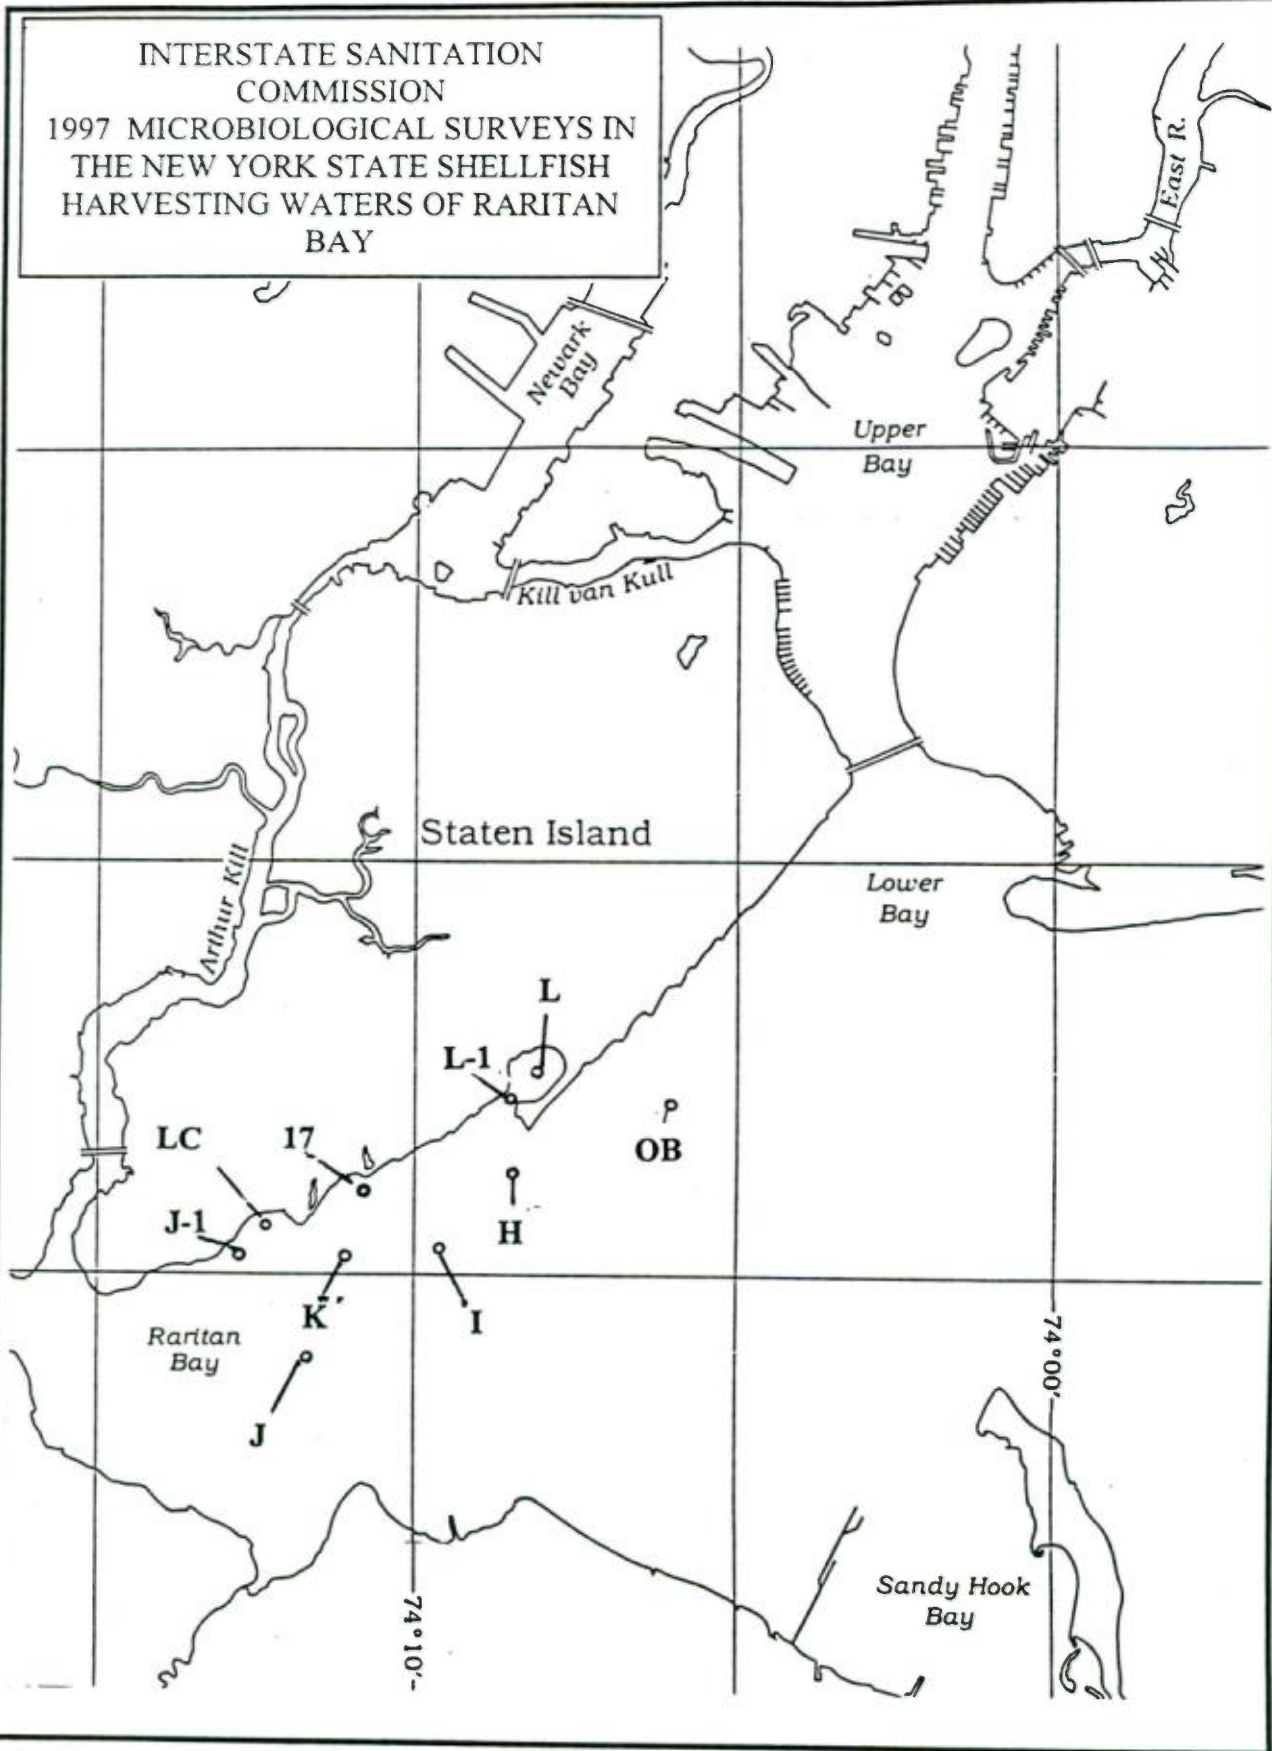 INTERSTATE SANITATION
COMMISSION
1997 MICROBIOLOGICAL SURVEYS IN
THE NEW YORK STATE SHELLFISH
HARVESTING WATERS OF RARITAN
BAY
East R.
Newark
Bay
Upper
Bay
Kill van Kull
Staten Island
Arthur Kill
Lower
Bay
L
L-1
OB
LC
17
J-1
H
K
I
Raritan
Bay
J
74°00'
74°10'
Sandy Hook
Bay